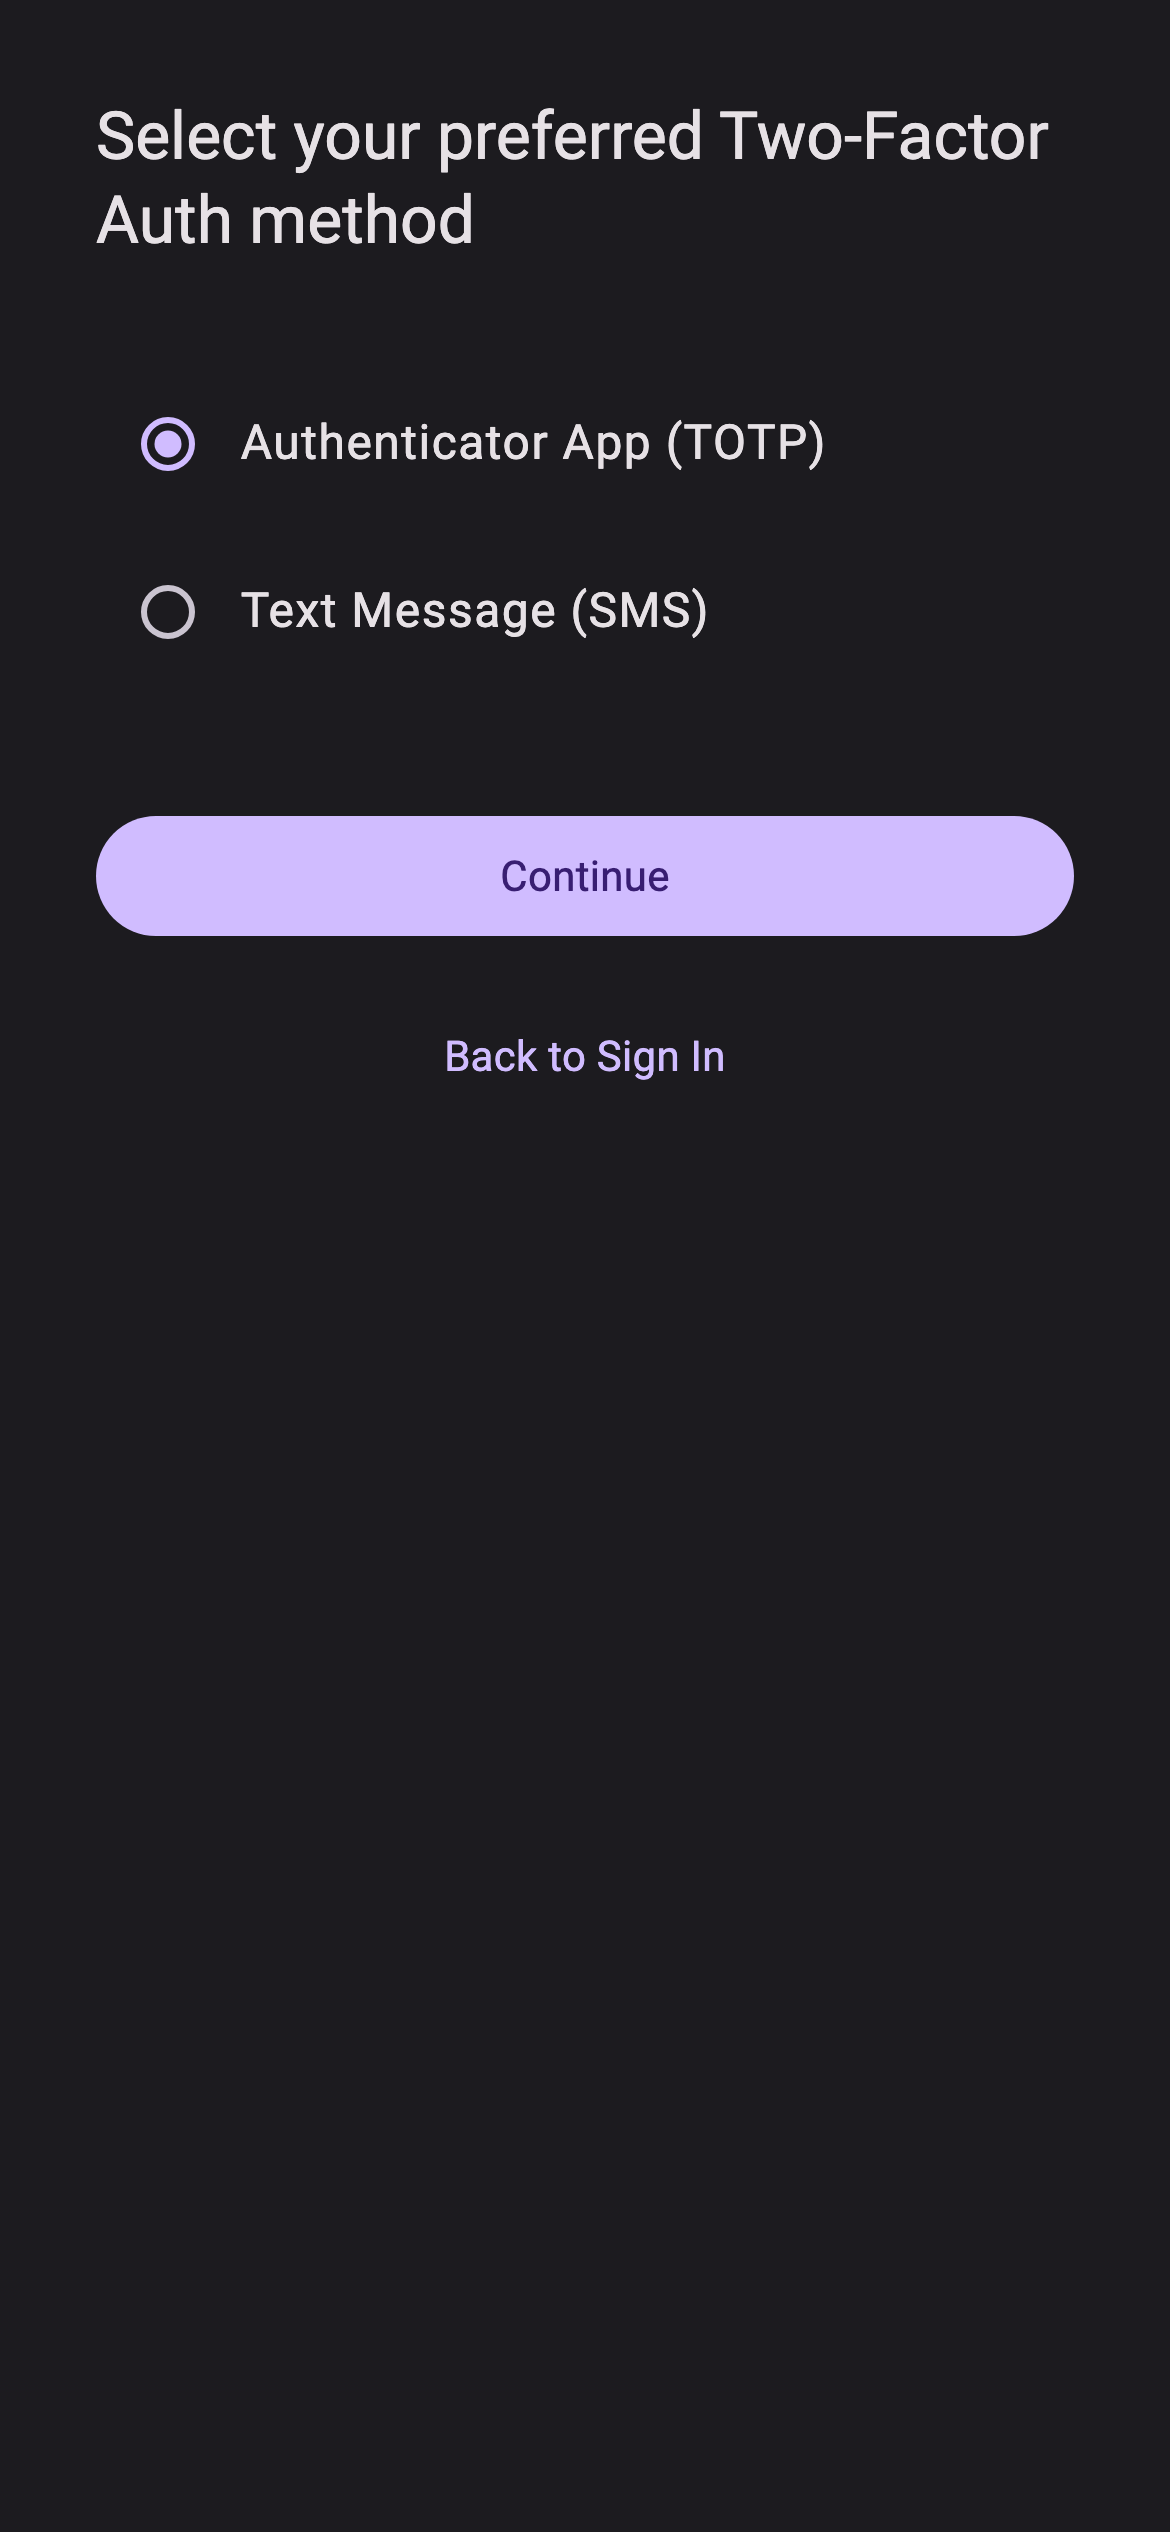 Select your preferred Two-Factor
Auth method
Authenticator App (TOTP)
Text Message (SMS)
Continue
Back to Sign In